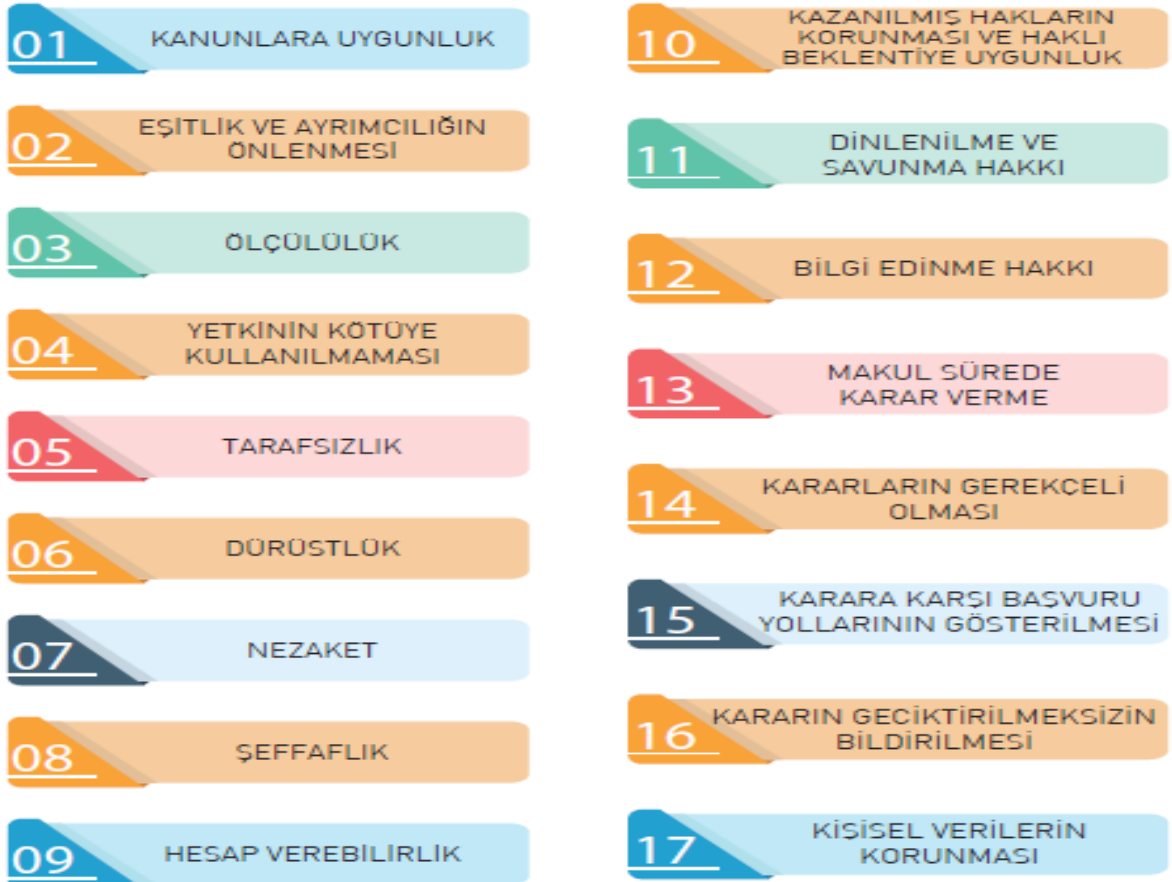 01
KANUNLARA UYGUNLUK
02
EŞİTLİK VE AYRIMCILIĞIN
ÖNLENMESİ
03
ÖLÇÜLÜLÜK
04
YETKİNİN KÖTÜYE
KULLANILMAMASI
05
TARAFSIZLIK
06
DÜRÜSTLÜK
07
NEZAKET
08
ŞEFFAFLIK
09
HESAP VEREBİLİRLİK
10
KAZANILMIŞ HAKLARIN
KORUNMASI VE HAKLI
BEKLENTİYE UYGUNLUK
11
DİNLENİLME VE
SAVUNMA HAKKI
12
BİLGİ EDİNME HAKKI
13
MAKUL SÜREDE
KARAR VERME
14
KARARLARIN GEREKÇELİ
OLMASI
15
KARARA KARŞI BAŞVURU
YOLLARININ GÖSTERİLMESİ
16
KARARIN GECİKTİRİLMEKSİZİN
BİLDİRİLMESİ
17
KİŞİSEL VERİLERİN
KORUNMASI